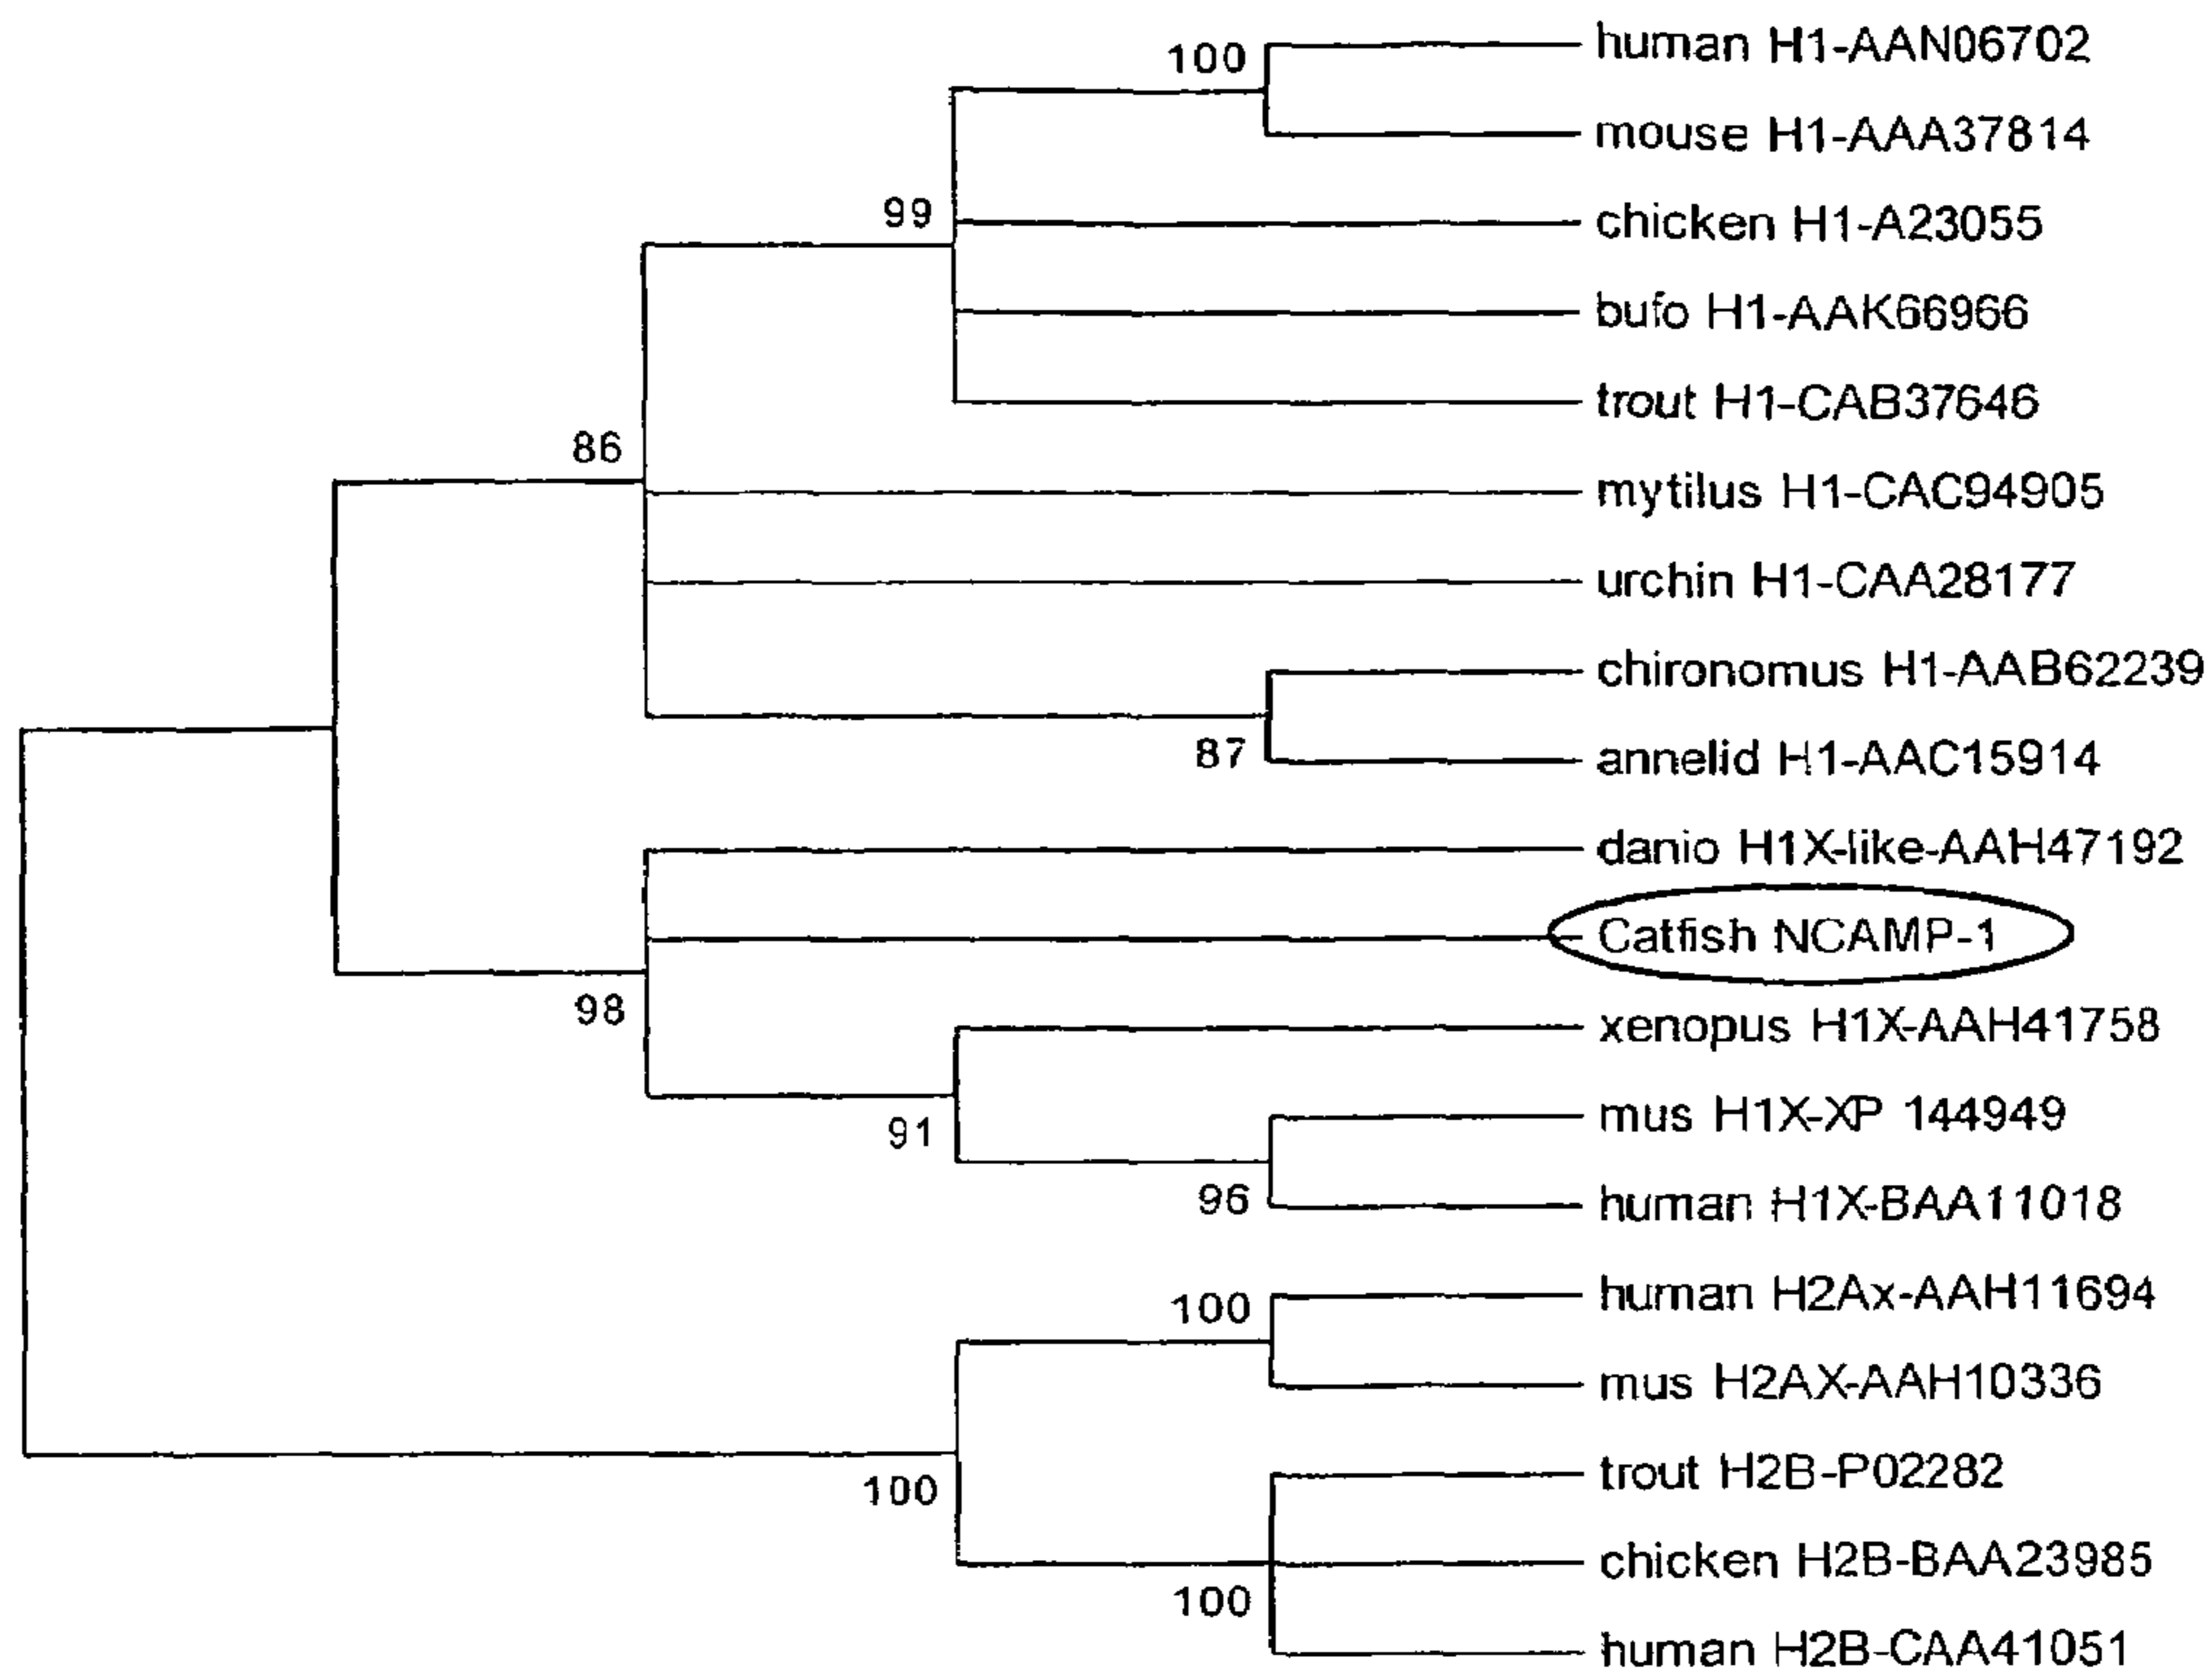 100
human H1-AAN06702
mouse H1-AAA37814
99
chicken H1-A23055
bufo H1-AAK66966
trout H1-CAB37646
86
mytilus H1-CAC94905
urchin H1-CAA28177
chironomus H1-AAB62239
87
annelid H1-AAC15914
danio H1X-like-AAH47192
Catfish NCAMP-1
98
xenopus H1X-AAH41758
91
mus H1X-XP 144949
96
human H1X-BAA11018
100
human H2Ax-AAH11694
mus H2AX-AAH10336
100
trout H2B-P02282
chicken H2B-BAA23985
100
human H2B-CAA41051